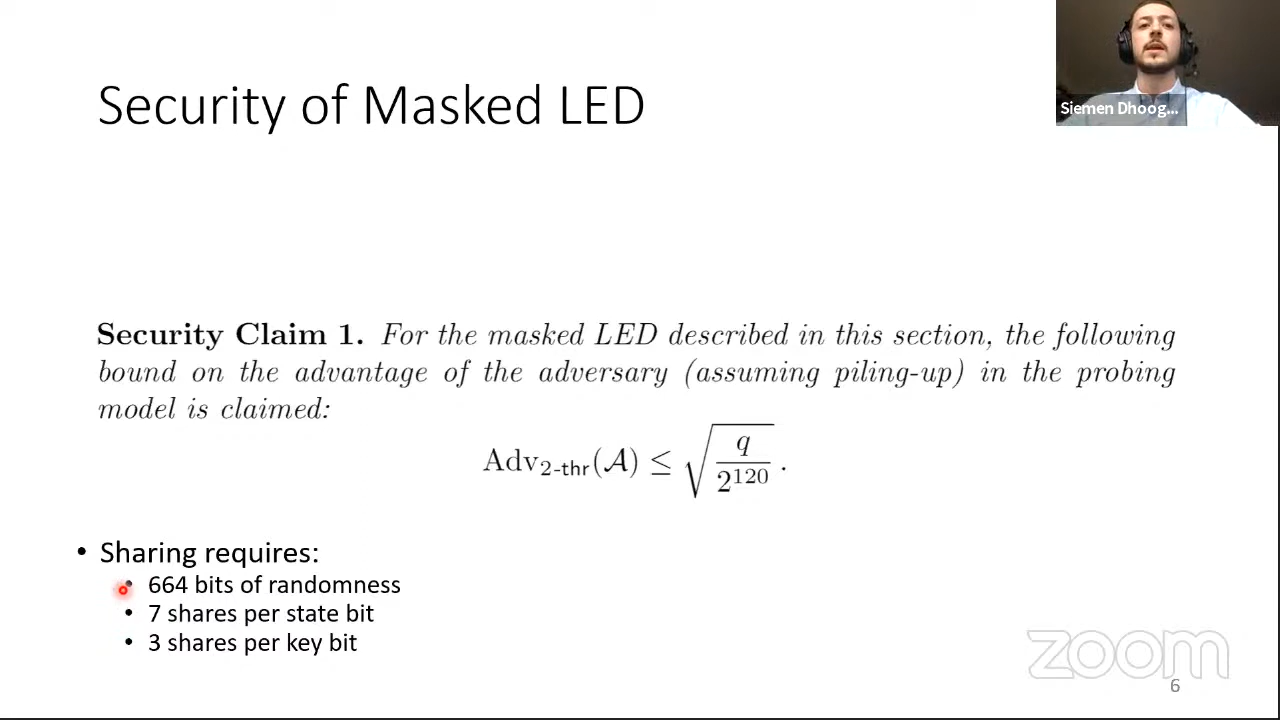 Siemen Dhoog...
Security of Masked LED
Security Claim 1. For the masked LED described in this section, the following
bound on the advantage of the adversary (assuming piling-up) in the probing
model is claimed:
Adv₂₋thr(𝒜) ≤ √(q/2¹²⁰) .
• Sharing requires:
• 664 bits of randomness
• 7 shares per state bit
• 3 shares per key bit
zoom
6